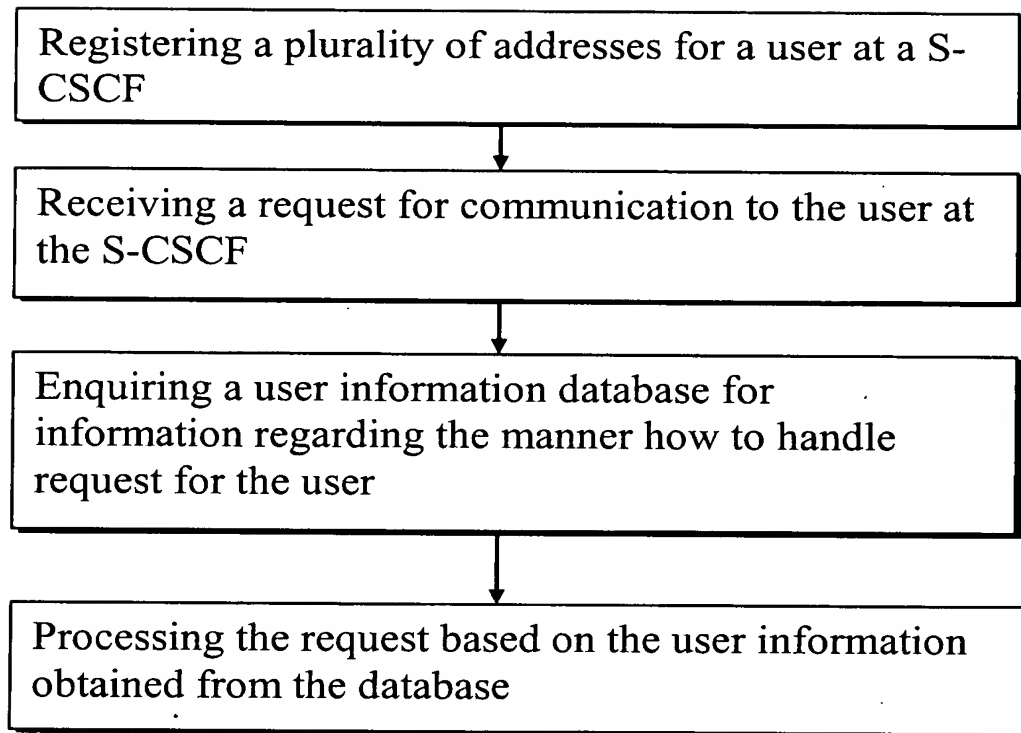 Registering a plurality of addresses for a user at a S-
CSCF
Receiving a request for communication to the user at
the S-CSCF
Enquiring a user information database for
information regarding the manner how to handle
request for the user
Processing the request based on the user information
obtained from the database